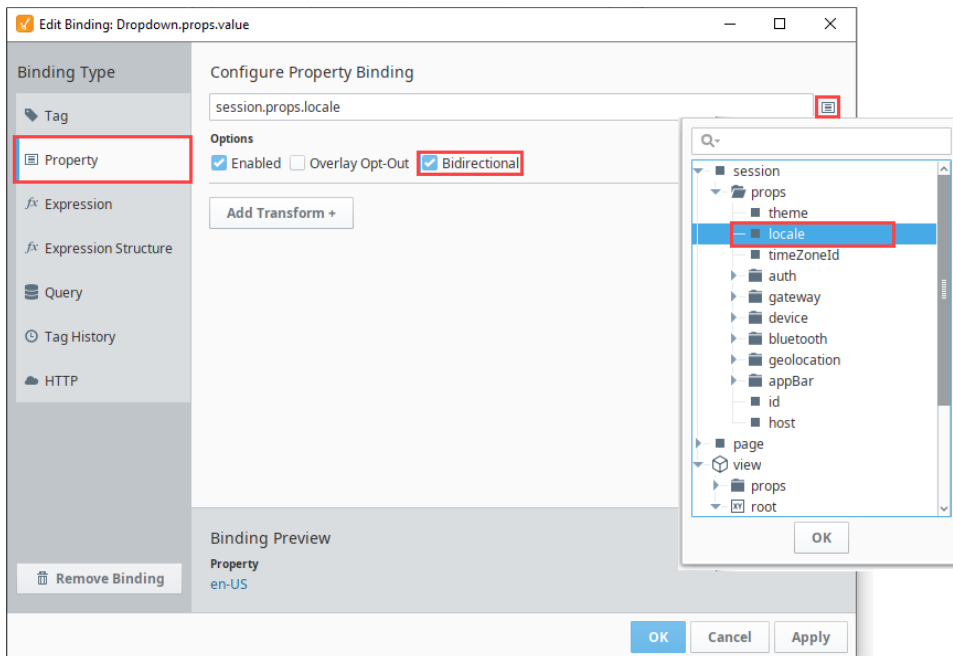 Edit Binding: Dropdown.props.value
Binding Type
Tag
Property
fx Expression
fx Expression Structure
Query
Tag History
HTTP
Remove Binding
Configure Property Binding
session.props.locale
Options
Enabled Overlay Opt-Out Bidirectional
Add Transform +
session
props
theme
locale
timeZoneId
auth
gateway
device
bluetooth
geolocation
appBar
id
host
page
view
props
XY root
OK
Binding Preview
Property
en-US
OK Cancel Apply